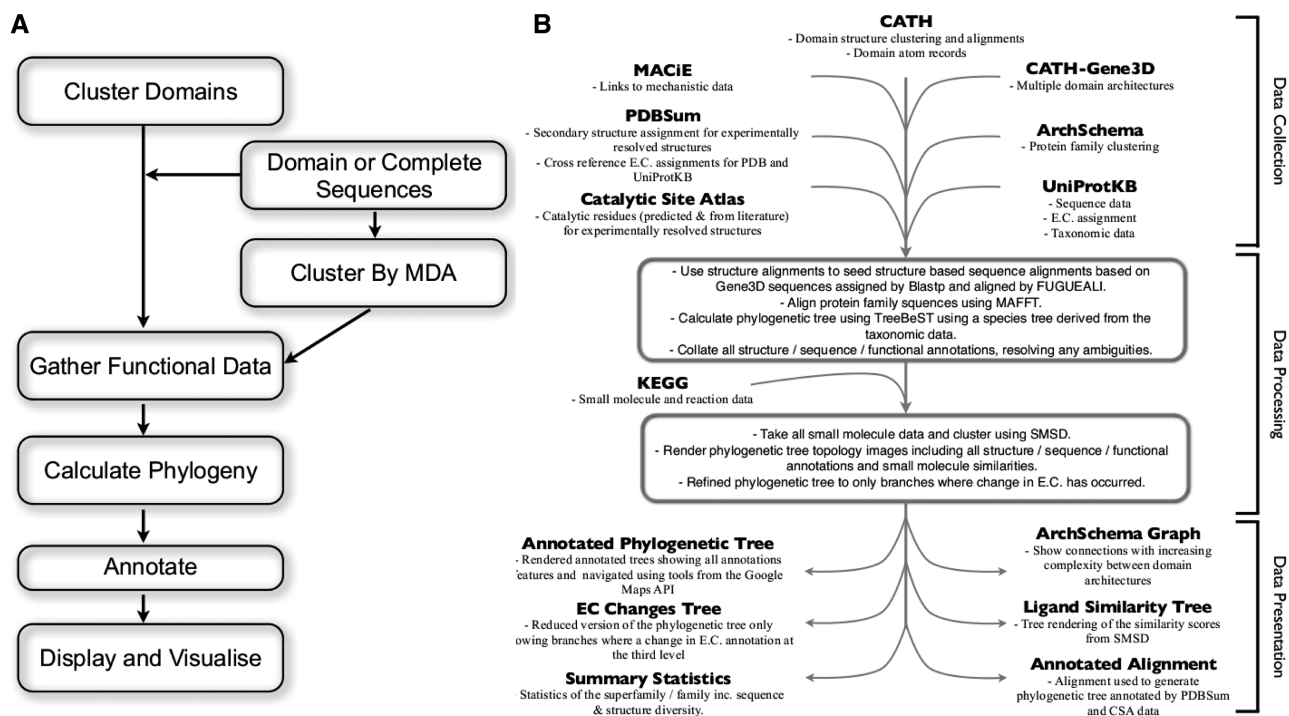 A
Cluster Domains
Domain or Complete
Sequences
Cluster By MDA
Gather Functional Data
Calculate Phylogeny
Annotate
Display and Visualise
B
CATH
- Domain structure clustering and alignments
- Domain atom records
MACiE
- Links to mechanistic data
CATH-Gene3D
- Multiple domain architectures
PDBSum
- Secondary structure assignment for experimentally
resolved structures
- Cross reference E.C. assignments for PDB and
UniProtKB
ArchSchema
- Protein family clustering
Catalytic Site Atlas
- Catalytic residues (predicted & from literature)
for experimentally resolved structures
UniProtKB
- Sequence data
- E.C. assignment
- Taxonomic data
Data Collection
- Use structure alignments to seed structure based sequence alignments based on
Gene3D sequences assigned by Blastp and aligned by FUGUEALI.
- Align protein family squences using MAFFT.
- Calculate phylogenetic tree using TreeBeST using a species tree derived from the
taxonomic data.
- Collate all structure / sequence / functional annotations, resolving any ambiguities.
KEGG
- Small molecule and reaction data
- Take all small molecule data and cluster using SMSD.
- Render phylogenetic tree topology images including all structure / sequence / functional
annotations and small molecule similarities.
- Refined phylogenetic tree to only branches where change in E.C. has occurred.
Data Processing
Annotated Phylogenetic Tree
- Rendered annotated trees showing all annotations
features and navigated using tools from the Google
Maps API
EC Changes Tree
- Reduced version of the phylogenetic tree only
owing branches where a change in E.C. annotation at
the third level
Summary Statistics
- Statistics of the superfamily / family inc. sequence
& structure diversity.
ArchSchema Graph
- Show connections with increasing
complexity between domain
architectures
Ligand Similarity Tree
- Tree rendering of the similarity scores
from SMSD
Annotated Alignment
- Alignment used to generate
phylogenetic tree annotated by PDBSum
and CSA data
Data Presentation